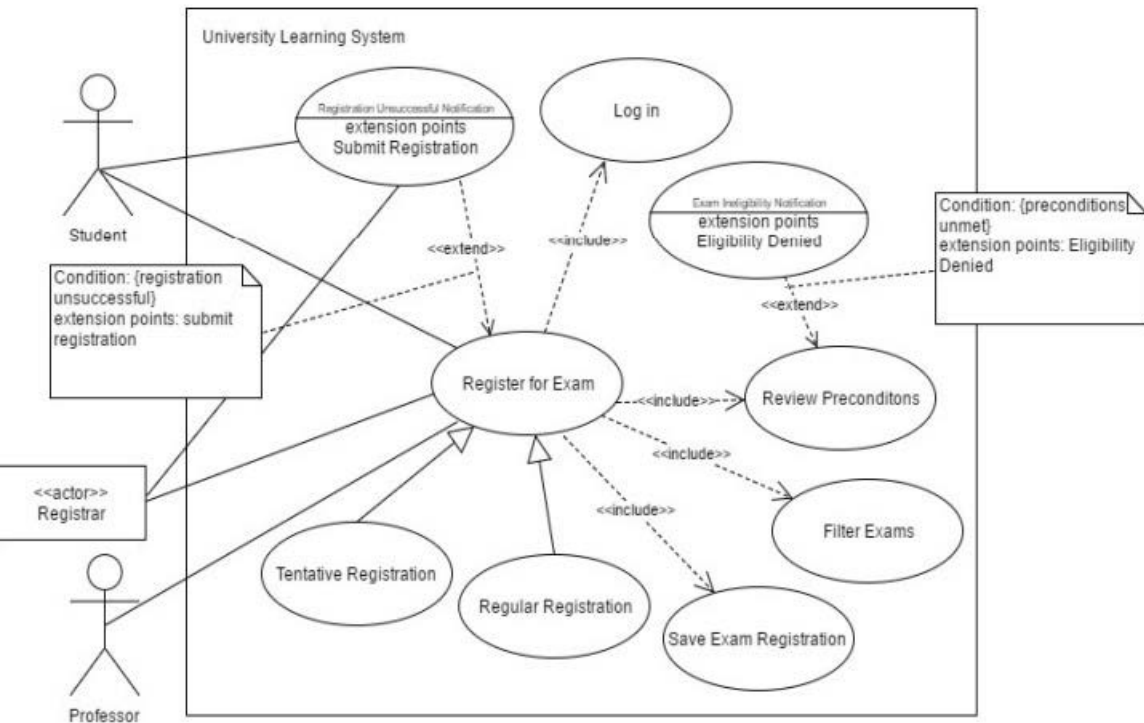 University Learning System
Registration Unsuccessful Notification
extension points
Submit Registration
Log in
Exam Ineligibility Notification
extension points
Eligibility Denied
Condition: {preconditions
unmet}
extension points: Eligibility
Denied
Student
<<extend>>
<<include>>
Condition: {registration
unsuccessful}
extension points: submit
registration
<<extend>>
Register for Exam
<<include>>
Review Preconditons
<<include>>
<<actor>>
Registrar
<<include>>
Filter Exams
Tentative Registration
Regular Registration
Save Exam Registration
Professor